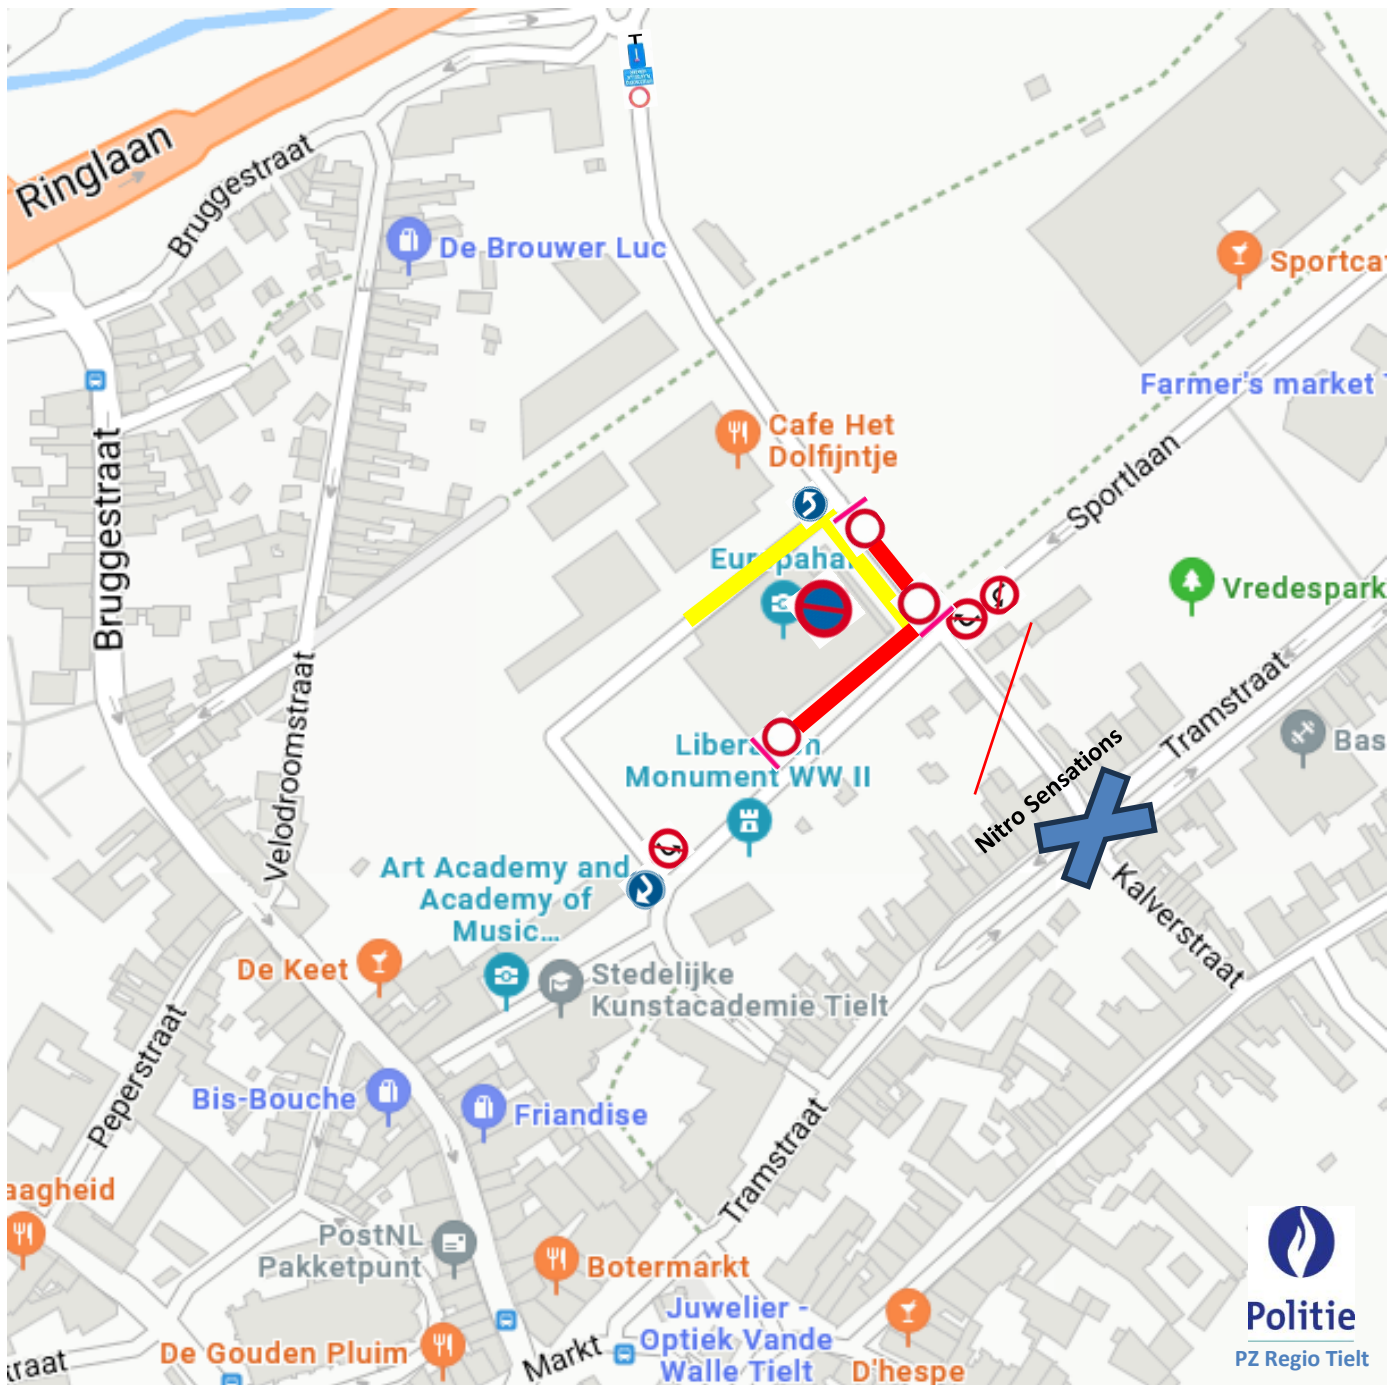 Ringlaan
Bruggestraat
De Brouwer Luc
Sportca
Farmer's market
Cafe Het
Dolfijntje
Sportlaan
Bruggestraat
Europahal
Vredespark
Velodroomstraat
Tramstraat
Bas
Nitro Sensations
Liberation
Monument WW II
Art Academy and
Academy of
Music...
Kalverstraat
De Keet
Stedelijke
Kunstacademie Tielt
Peperstraat
Bis-Bouche
Friandise
Tramstraat
aagheid
PostNL
Pakketpunt
Botermarkt
De Gouden Pluim
Markt
Juwelier -
Optiek Vande
Walle Tielt
D'hespe
traat
Politie
PZ Regio Tielt